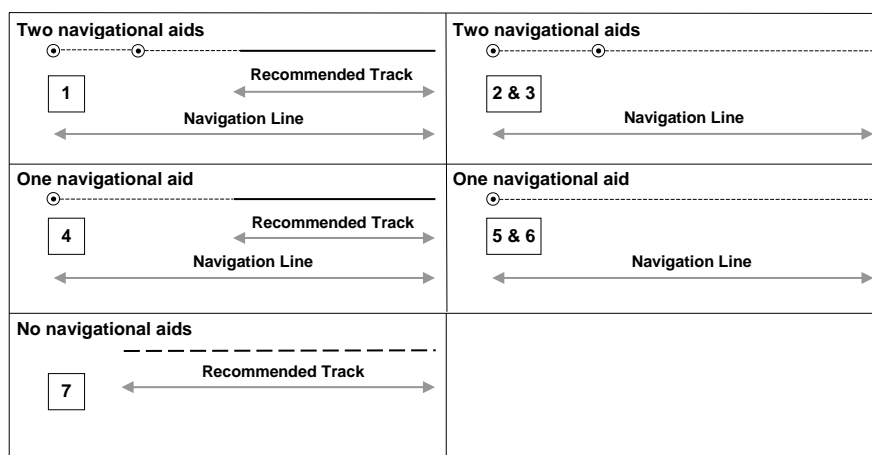 Two navigational aids
Recommended Track
1
Navigation Line
Two navigational aids
2 & 3
Navigation Line
One navigational aid
Recommended Track
4
Navigation Line
One navigational aid
5 & 6
Navigation Line
No navigational aids
Recommended Track
7